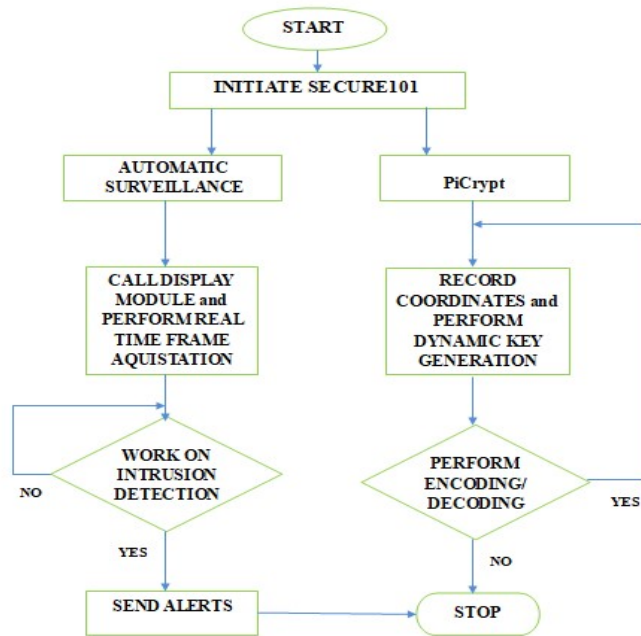 START
INITIATE SECURE101
AUTOMATIC
SURVEILLANCE
PiCrypt
CALL DISPLAY
MODULE and
PERFORM REAL
TIME FRAME
AQUISTATION
RECORD
COORDINATES and
PERFORM
DYNAMIC KEY
GENERATION
WORK ON
INTRUSION
DETECTION
NO
YES
PERFORM
ENCODING/
DECODING
YES
NO
SEND ALERTS
STOP